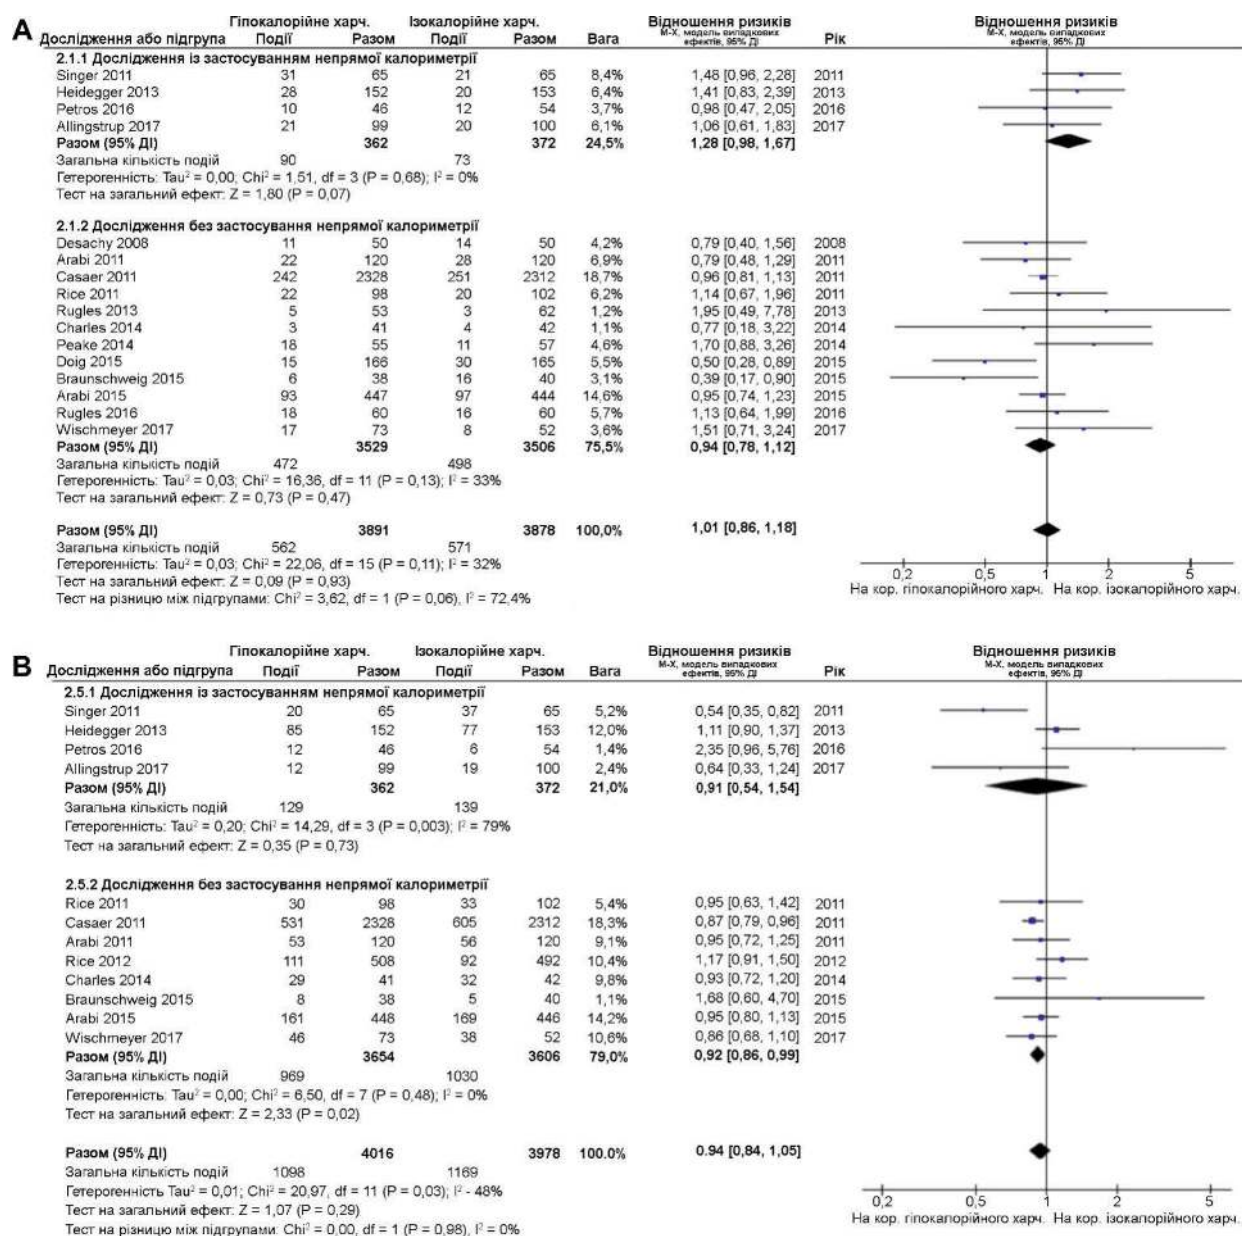 A
Гіпокалорійне харч. Ізокалорійне харч. Відношення ризиків Відношення ризиків
Дослідження або підгрупа Події Разом Події Разом Вага М-Х, модель випадкових ефектів, 95% ДІ Рік М-Х, модель випадкових ефектів, 95% ДІ
2.1.1 Дослідження із застосуванням непрямої калориметрії
Singer 2011 31 65 21 65 8,4% 1,48 [0,96, 2,28] 2011
Heidegger 2013 28 152 20 153 6,4% 1,41 [0,83, 2,39] 2013
Petros 2016 10 46 12 54 3,7% 0,98 [0,47, 2,05] 2016
Allingstrup 2017 21 99 20 100 6,1% 1,06 [0,61, 1,83] 2017
Разом (95% ДІ) 362 372 24,5% 1,28 [0,98, 1,67]
Загальна кількість подій 90 73
Гетерогенність: Tau² = 0,00; Chi² = 1,51, df = 3 (P = 0,68); I² = 0%
Тест на загальний ефект: Z = 1,80 (P = 0,07)
2.1.2 Дослідження без застосування непрямої калориметрії
Desachy 2008 11 50 14 50 4,2% 0,79 [0,40, 1,56] 2008
Arabi 2011 22 120 28 120 6,9% 0,79 [0,48, 1,29] 2011
Casaer 2011 242 2328 251 2312 18,7% 0,96 [0,81, 1,13] 2011
Rice 2011 22 98 20 102 6,2% 1,14 [0,67, 1,96] 2011
Rugles 2013 5 53 3 62 1,2% 1,95 [0,49, 7,78] 2013
Charles 2014 3 41 4 42 1,1% 0,77 [0,18, 3,22] 2014
Peake 2014 18 55 11 57 4,6% 1,70 [0,88, 3,26] 2014
Doig 2015 15 166 30 165 5,5% 0,50 [0,28, 0,89] 2015
Braunschweig 2015 6 38 16 40 3,1% 0,39 [0,17, 0,90] 2015
Arabi 2015 93 447 97 444 14,6% 0,95 [0,74, 1,23] 2015
Rugles 2016 18 60 16 60 5,7% 1,13 [0,64, 1,99] 2016
Wischmeyer 2017 17 73 8 52 3,6% 1,51 [0,71, 3,24] 2017
Разом (95% ДІ) 3529 3506 75,5% 0,94 [0,78, 1,12]
Загальна кількість подій 472 498
Гетерогенність: Tau² = 0,03; Chi² = 16,36, df = 11 (P = 0,13); I² = 33%
Тест на загальний ефект: Z = 0,73 (P = 0,47)
Разом (95% ДІ) 3891 3878 100,0% 1,01 [0,86, 1,18]
Загальна кількість подій 562 571
Гетерогенність: Tau² = 0,03; Chi² = 22,06, df = 15 (P = 0,11); I² = 32%
Тест на загальний ефект: Z = 0,09 (P = 0,93)
Тест на різницю між підгрупами: Chi² = 3,62, df = 1 (P = 0,06), I² = 72,4%
0,2 0,5 1 2 5
На кор. гіпокалорійного харч. На кор. ізокалорійного харч.
B
Гіпокалорійне харч. Ізокалорійне харч. Відношення ризиків Відношення ризиків
Дослідження або підгрупа Події Разом Події Разом Вага М-Х, модель випадкових ефектів, 95% ДІ Рік М-Х, модель випадкових ефектів, 95% ДІ
2.5.1 Дослідження із застосуванням непрямої калориметрії
Singer 2011 20 65 37 65 5,2% 0,54 [0,35, 0,82] 2011
Heidegger 2013 85 152 77 153 12,0% 1,11 [0,90, 1,37] 2013
Petros 2016 12 46 6 54 1,4% 2,35 [0,96, 5,76] 2016
Allingstrup 2017 12 99 19 100 2,4% 0,64 [0,33, 1,24] 2017
Разом (95% ДІ) 362 372 21,0% 0,91 [0,54, 1,54]
Загальна кількість подій 129 139
Гетерогенність: Tau² = 0,20; Chi² = 14,29, df = 3 (P = 0,003); I² = 79%
Тест на загальний ефект: Z = 0,35 (P = 0,73)
2.5.2 Дослідження без застосування непрямої калориметрії
Rice 2011 30 98 33 102 5,4% 0,95 [0,63, 1,42] 2011
Casaer 2011 531 2328 605 2312 18,3% 0,87 [0,79, 0,96] 2011
Arabi 2011 53 120 56 120 9,1% 0,95 [0,72, 1,25] 2011
Rice 2012 111 508 92 492 10,4% 1,17 [0,91, 1,50] 2012
Charles 2014 29 41 32 42 9,8% 0,93 [0,72, 1,20] 2014
Braunschweig 2015 8 38 5 40 1,1% 1,68 [0,60, 4,70] 2015
Arabi 2015 161 448 169 446 14,2% 0,95 [0,80, 1,13] 2015
Wischmeyer 2017 46 73 38 52 10,6% 0,86 [0,68, 1,10] 2017
Разом (95% ДІ) 3654 3606 79,0% 0,92 [0,86, 0,99]
Загальна кількість подій 969 1030
Гетерогенність: Tau² = 0,00; Chi² = 6,50, df = 7 (P = 0,48); I² = 0%
Тест на загальний ефект: Z = 2,33 (P = 0,02)
Разом (95% ДІ) 4016 3978 100.0% 0.94 [0,84, 1,05]
Загальна кількість подій 1098 1169
Гетерогенність Tau² = 0,01; Chi² = 20,97, df = 11 (P = 0,03); I² - 48%
Тест на загальний ефект: Z = 1,07 (P = 0,29)
Тест на різницю між підгрупами: Chi² = 0,00, df = 1 (P = 0,98), I² = 0%
0,2 0,5 1 2 5
На кор. гіпокалорійного харч. На кор. ізокалорійного харч.